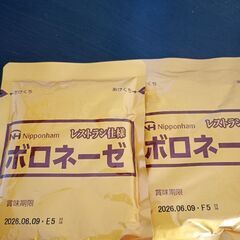 あけくち
あけくち
NH Nipponham
レストラン仕様
ボロネーゼ
賞味期限
2026.06.09・E5
NH Nipponham
レストラン
ボロネー
賞味期限
2026.06.09・F5